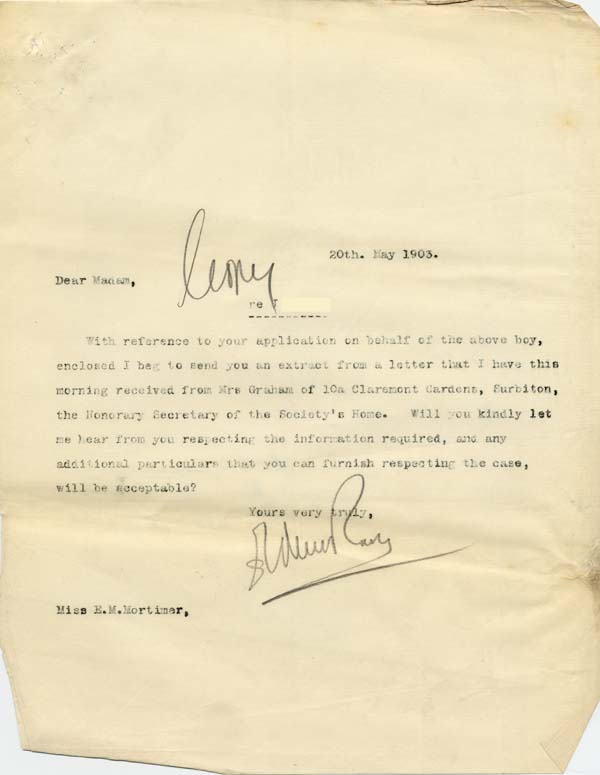 20th. May 1903.
Dear Madam,
Copy
re
With reference to your application on behalf of the above boy,
enclosed I beg to send you an extract from a letter that I have this
morning received from Mrs Graham of 10a Claremont Gardens, Surbiton,
the Honorary Secretary of the Society's Home. Will you kindly let
me hear from you respecting the information required, and any
additional particulars that you can furnish respecting the case,
will be acceptable?
Yours very truly,
Miss E.M.Mortimer,